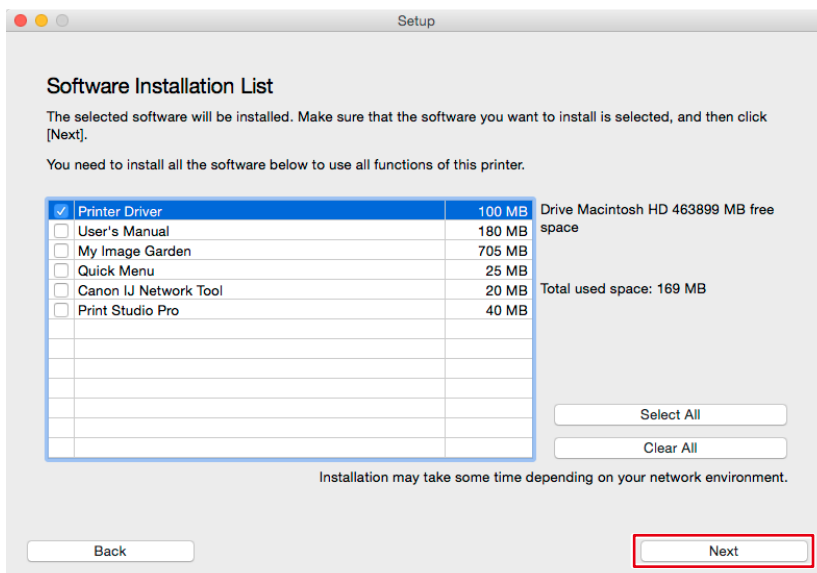 Setup
Software Installation List
The selected software will be installed. Make sure that the software you want to install is selected, and then click
[Next].
You need to install all the software below to use all functions of this printer.
Printer Driver 100 MB
User's Manual 180 MB
My Image Garden 705 MB
Quick Menu 25 MB
Canon IJ Network Tool 20 MB
Print Studio Pro 40 MB
Drive Macintosh HD 463899 MB free
space
Total used space: 169 MB
Select All
Clear All
Installation may take some time depending on your network environment.
Back
Next